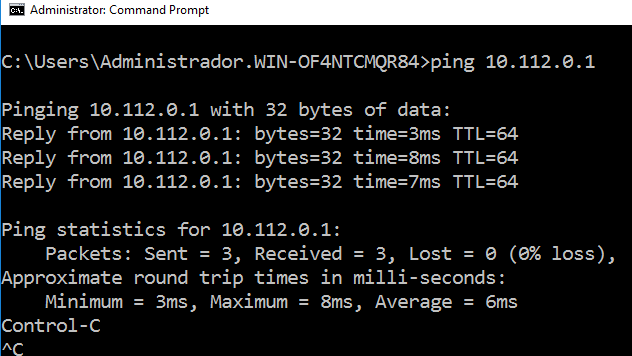 Administrator: Command Prompt
C:\Users\Administrador.WIN-OF4NTCMQR84>ping 10.112.0.1
Pinging 10.112.0.1 with 32 bytes of data:
Reply from 10.112.0.1: bytes=32 time=3ms TTL=64
Reply from 10.112.0.1: bytes=32 time=8ms TTL=64
Reply from 10.112.0.1: bytes=32 time=7ms TTL=64
Ping statistics for 10.112.0.1:
Packets: Sent = 3, Received = 3, Lost = 0 (0% loss),
Approximate round trip times in milli-seconds:
Minimum = 3ms, Maximum = 8ms, Average = 6ms
Control-C
^C